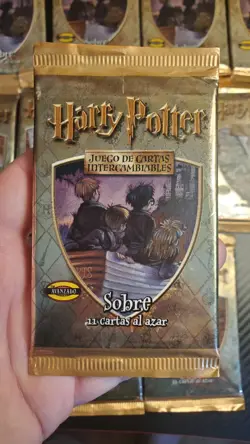 Harry Potter
JUEGO DE CARTAS
INTERCAMBIABLES
AVANZADO
Sobre
11 cartas al azar